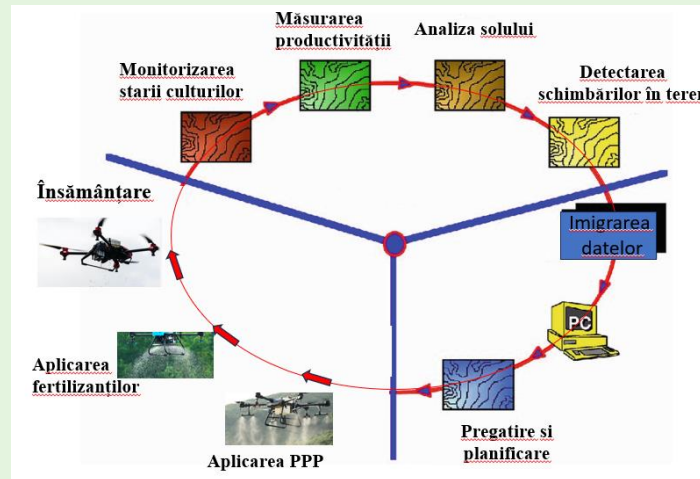 Măsurarea
productivității
Analiza solului
Monitorizarea
starii culturilor
Detectarea
schimbărilor în teren
Însămânțare
Imigrarea
datelor
PC
Aplicarea
fertilizanților
Aplicarea PPP
Pregatire si
planificare